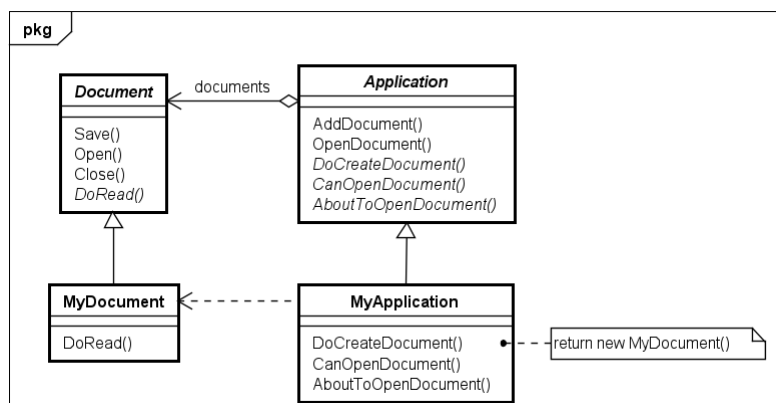 pkg
Document
Save()
Open()
Close()
DoRead()
documents
Application
AddDocument()
OpenDocument()
DoCreateDocument()
CanOpenDocument()
AboutToOpenDocument()
MyDocument
DoRead()
MyApplication
DoCreateDocument()
CanOpenDocument()
AboutToOpenDocument()
return new MyDocument()